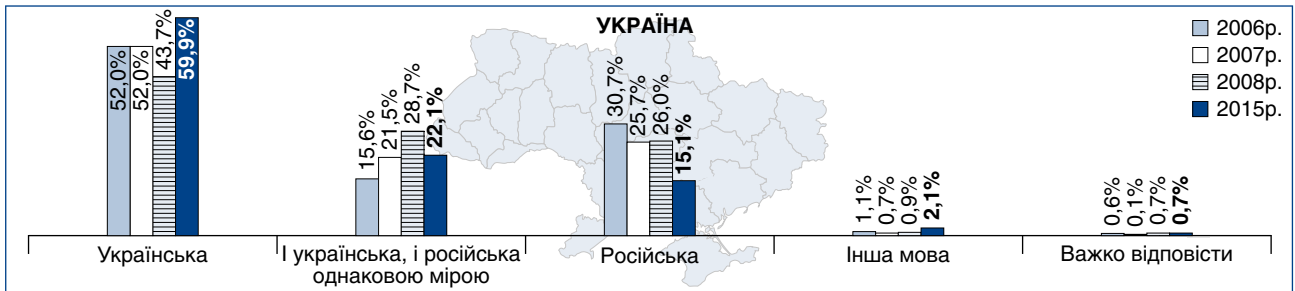 УКРАЇНА
2006р.
2007р.
2008р.
2015р.
52,0%
52,0%
43,7%
59,9%
15,6%
21,5%
28,7%
22,1%
30,7%
25,7%
26,0%
15,1%
1,1%
0,7%
0,9%
2,1%
0,6%
0,1%
0,7%
0,7%
Українська
І українська, і російська
однаковою мірою
Російська
Інша мова
Важко відповісти